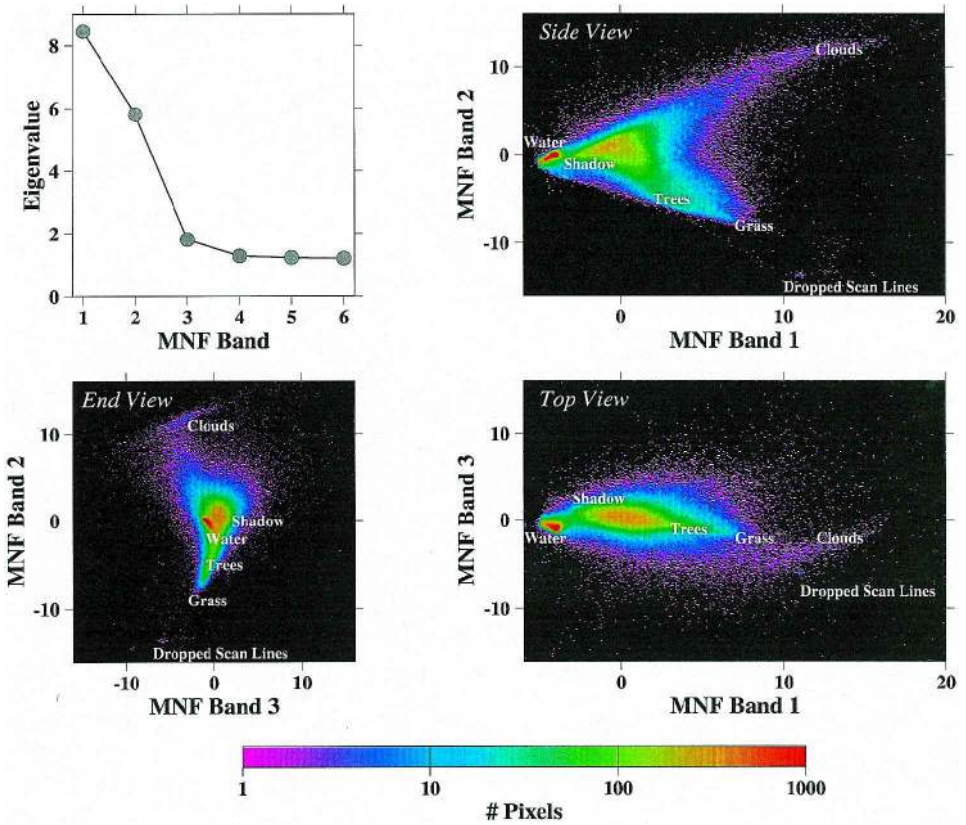 8
6
4
2
0
Eigenvalue
1 2 3 4 5 6
MNF Band
Side View
Clouds
10
0
-10
MNF Band 2
Water
Shadow
Trees
Grass
Dropped Scan Lines
0 10 20
MNF Band 1
End View
Clouds
10
0
-10
MNF Band 2
Shadow
Water
Trees
Grass
Dropped Scan Lines
-10 0 10
MNF Band 3
Top View
10
0
-10
MNF Band 3
Shadow
Water
Trees
Grass
Clouds
Dropped Scan Lines
0 10 20
MNF Band 1
1 10 100 1000
# Pixels